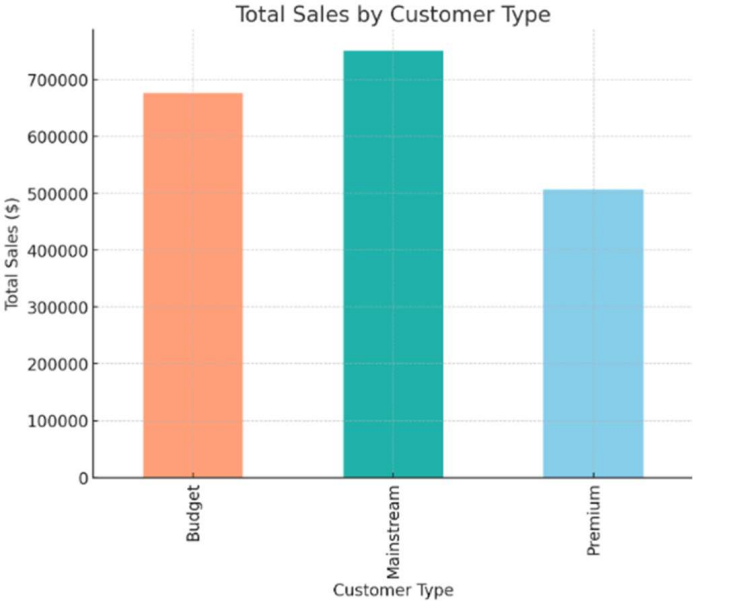 Total Sales by Customer Type
Total Sales ($)
700000
600000
500000
400000
300000
200000
100000
0
Budget
Mainstream
Premium
Customer Type